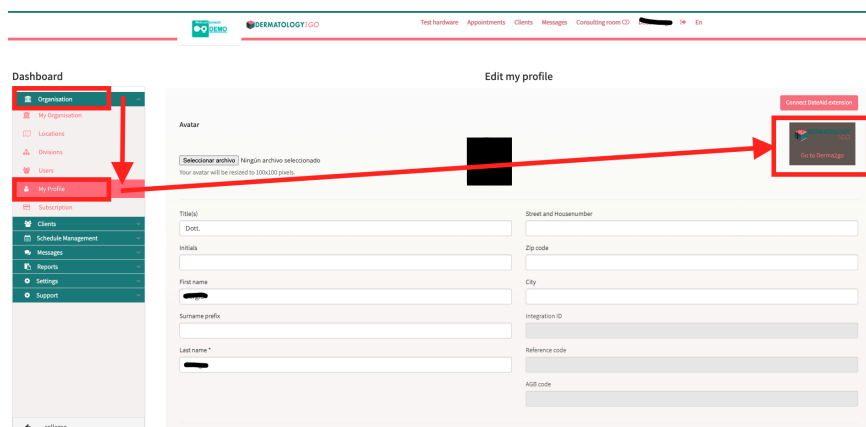 DEMO
DERMATOLOGY2GO
Test hardware Appointments Clients Messages Consulting room En
Dashboard
Edit my profile
Organisation
My Organisation
Locations
Divisions
Users
My Profile
Subscription
Clients
Schedule Management
Messages
Reports
Settings
Support
collapse
Connect DateAid extension
Go to Derma2go
Avatar
Seleccionar archivo Ningún archivo seleccionado
Your avatar will be resized to 100x100 pixels.
Title(s)
Dott.
Initials
First name
Surname prefix
Last name *
Street and Housenumber
Zip code
City
Integration ID
Reference code
AGB code